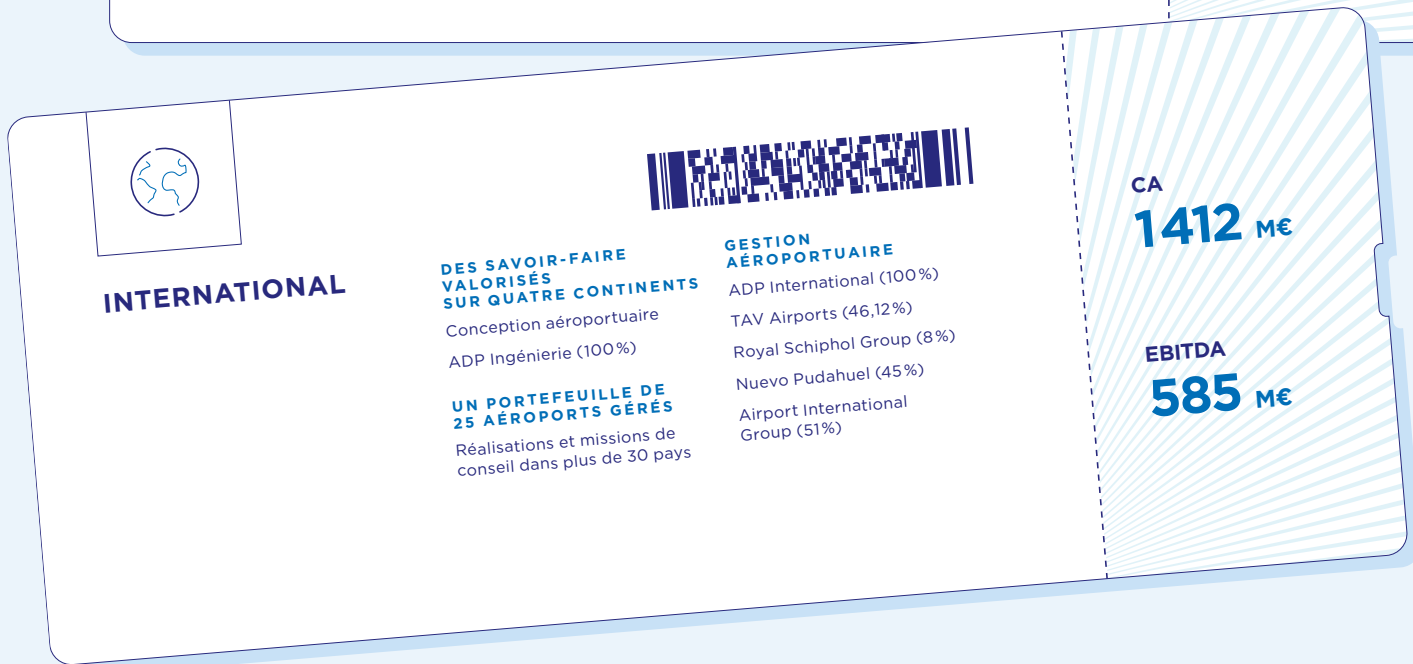 INTERNATIONAL
DES SAVOIR-FAIRE
VALORISÉS
SUR QUATRE CONTINENTS
Conception aéroportuaire
ADP Ingénierie (100 %)
UN PORTEFEUILLE DE
25 AÉROPORTS GÉRÉS
Réalisations et missions de
conseil dans plus de 30 pays
GESTION
AÉROPORTUAIRE
ADP International (100 %)
TAV Airports (46,12 %)
Royal Schiphol Group (8 %)
Nuevo Pudahuel (45 %)
Airport International
Group (51 %)
CA
1 412 M€
EBITDA
585 M€